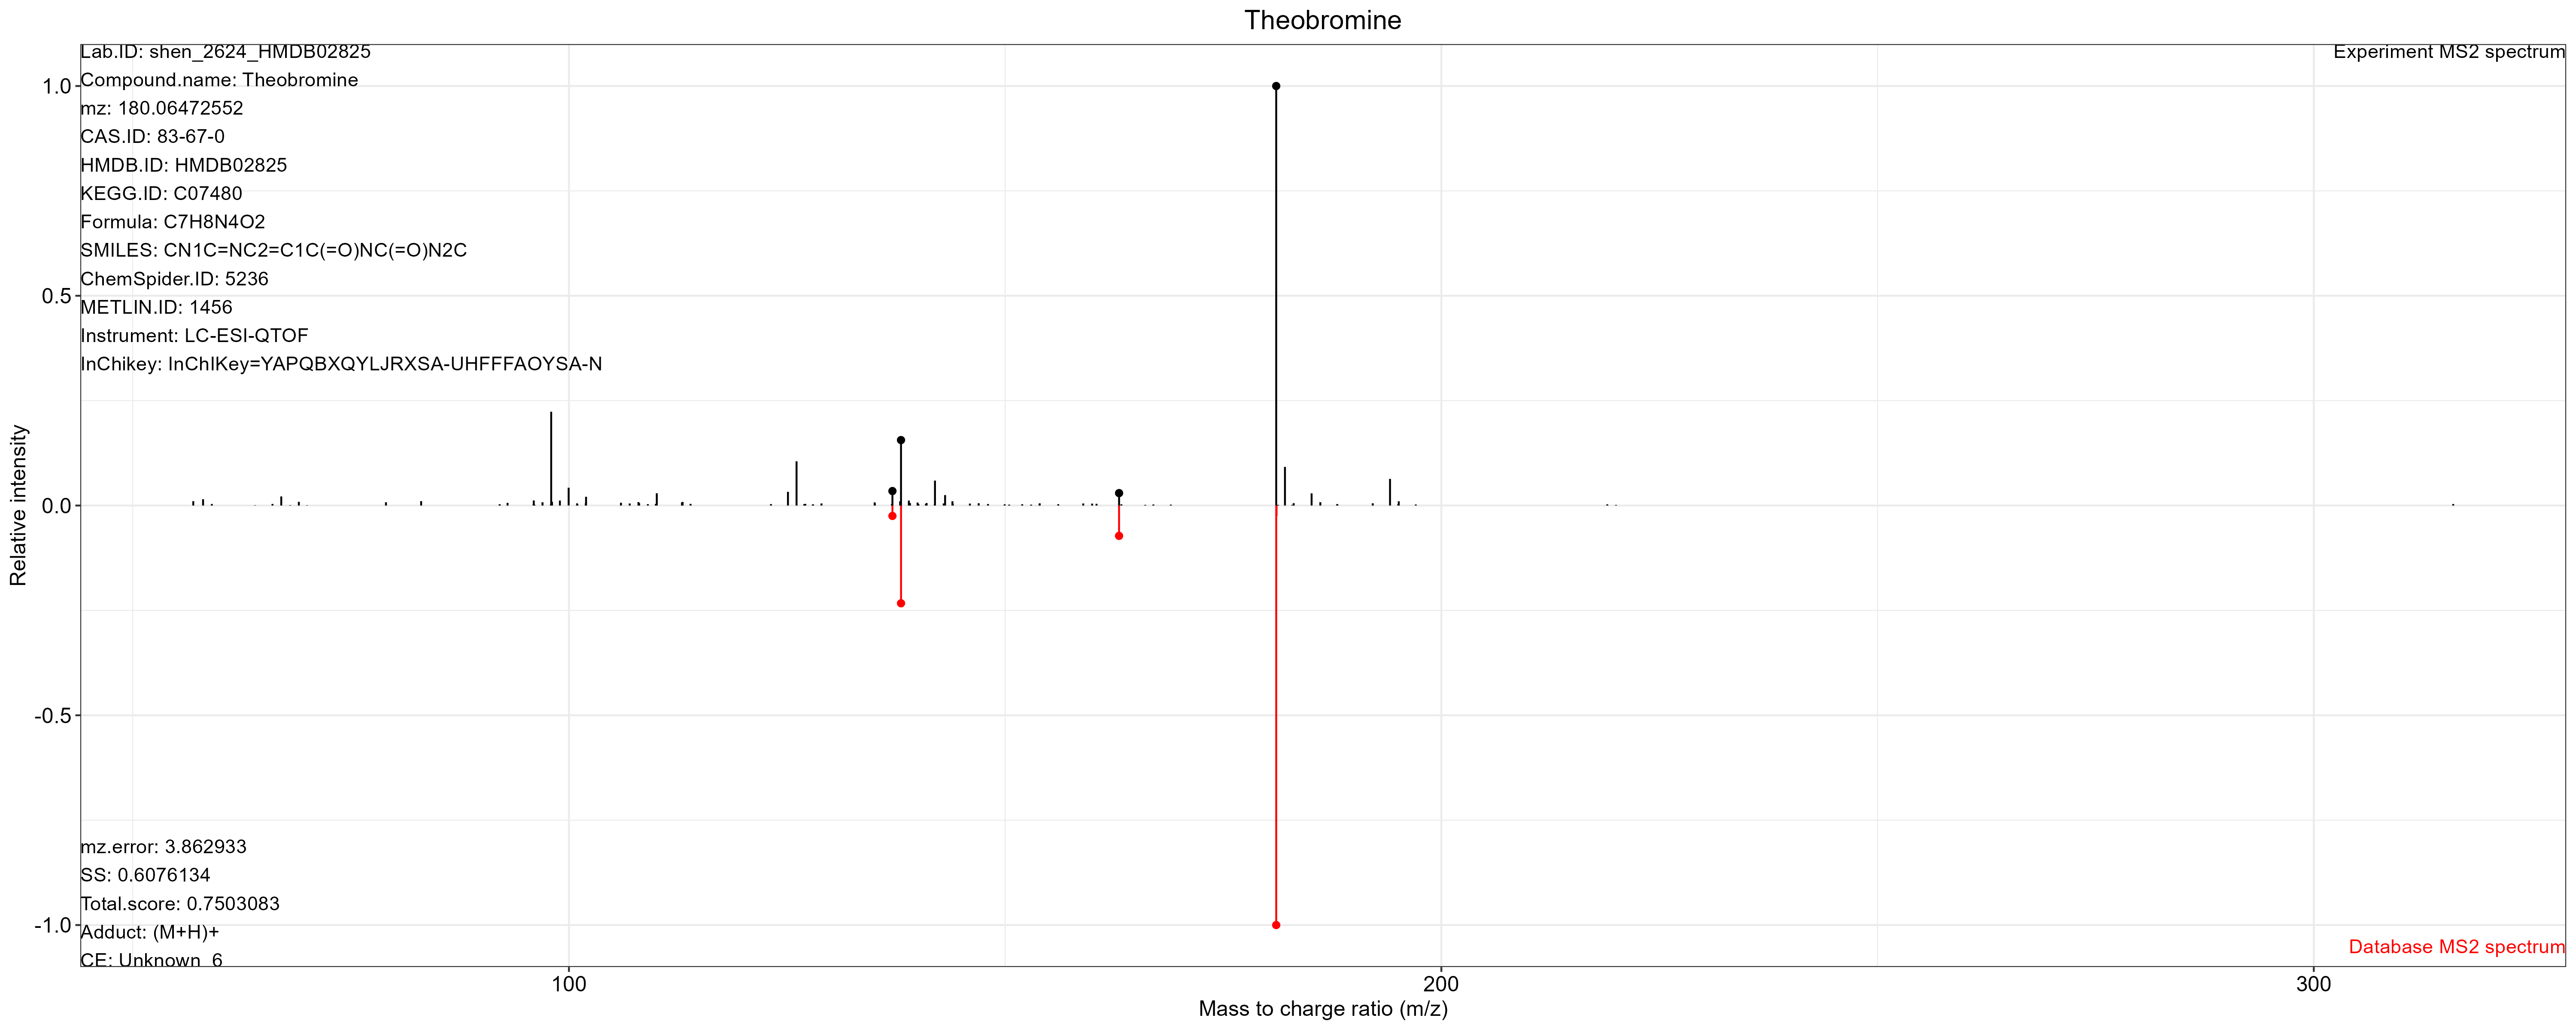 Theobromine
Lab.ID: shen_2624_HMDB02825
Experiment MS2 spectrum
Compound.name: Theobromine
mz: 180.06472552
CAS.ID: 83-67-0
HMDB.ID: HMDB02825
KEGG.ID: C07480
Formula: C7H8N4O2
SMILES: CN1C=NC2=C1C(=O)NC(=O)N2C
ChemSpider.ID: 5236
METLIN.ID: 1456
Instrument: LC-ESI-QTOF
InChikey: InChIKey=YAPQBXQYLJRXSA-UHFFFAOYSA-N
1.0
0.5
0.0
-0.5
-1.0
Relative intensity
mz.error: 3.862933
SS: 0.6076134
Total.score: 0.7503083
Adduct: (M+H)+
CE: Unknown_6
Database MS2 spectrum
100
200
300
Mass to charge ratio (m/z)